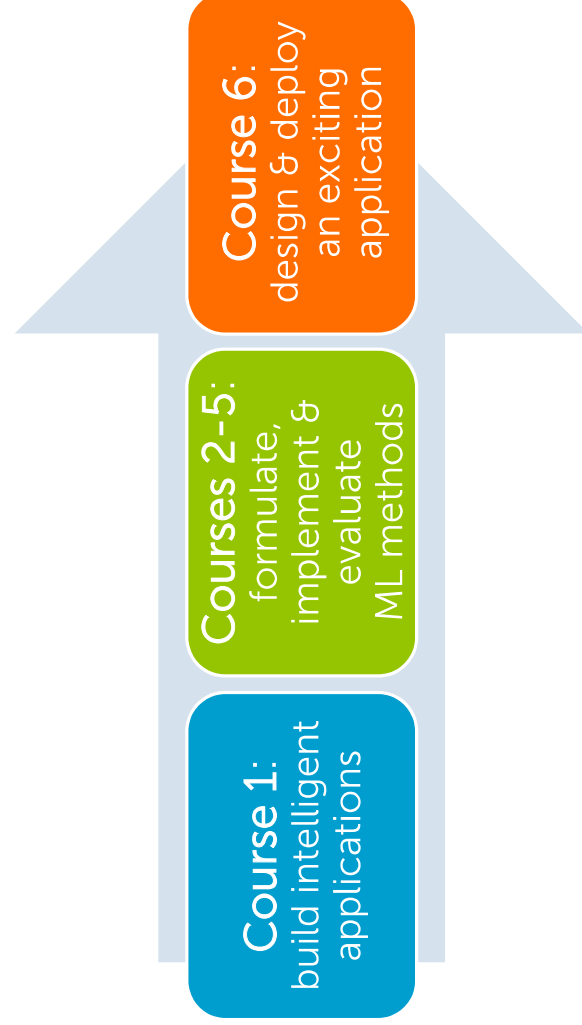 Course 1:
build intelligent
applications
Courses 2-5:
formulate,
implement &
evaluate
ML methods
Course 6:
design & deploy
an exciting
application